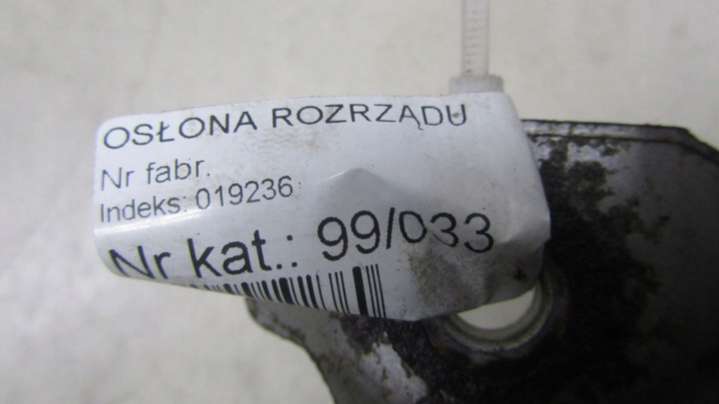 OSŁONA ROZRZĄDU
Nr fabr.
Indeks: 019236
Nr kat.: 99/033